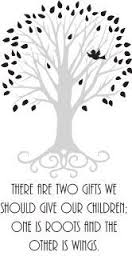 THERE ARE TWO GIFTS WE
SHOULD GIVE OUR CHILDREN;
ONE IS ROOTS AND THE
OTHER IS WINGS.